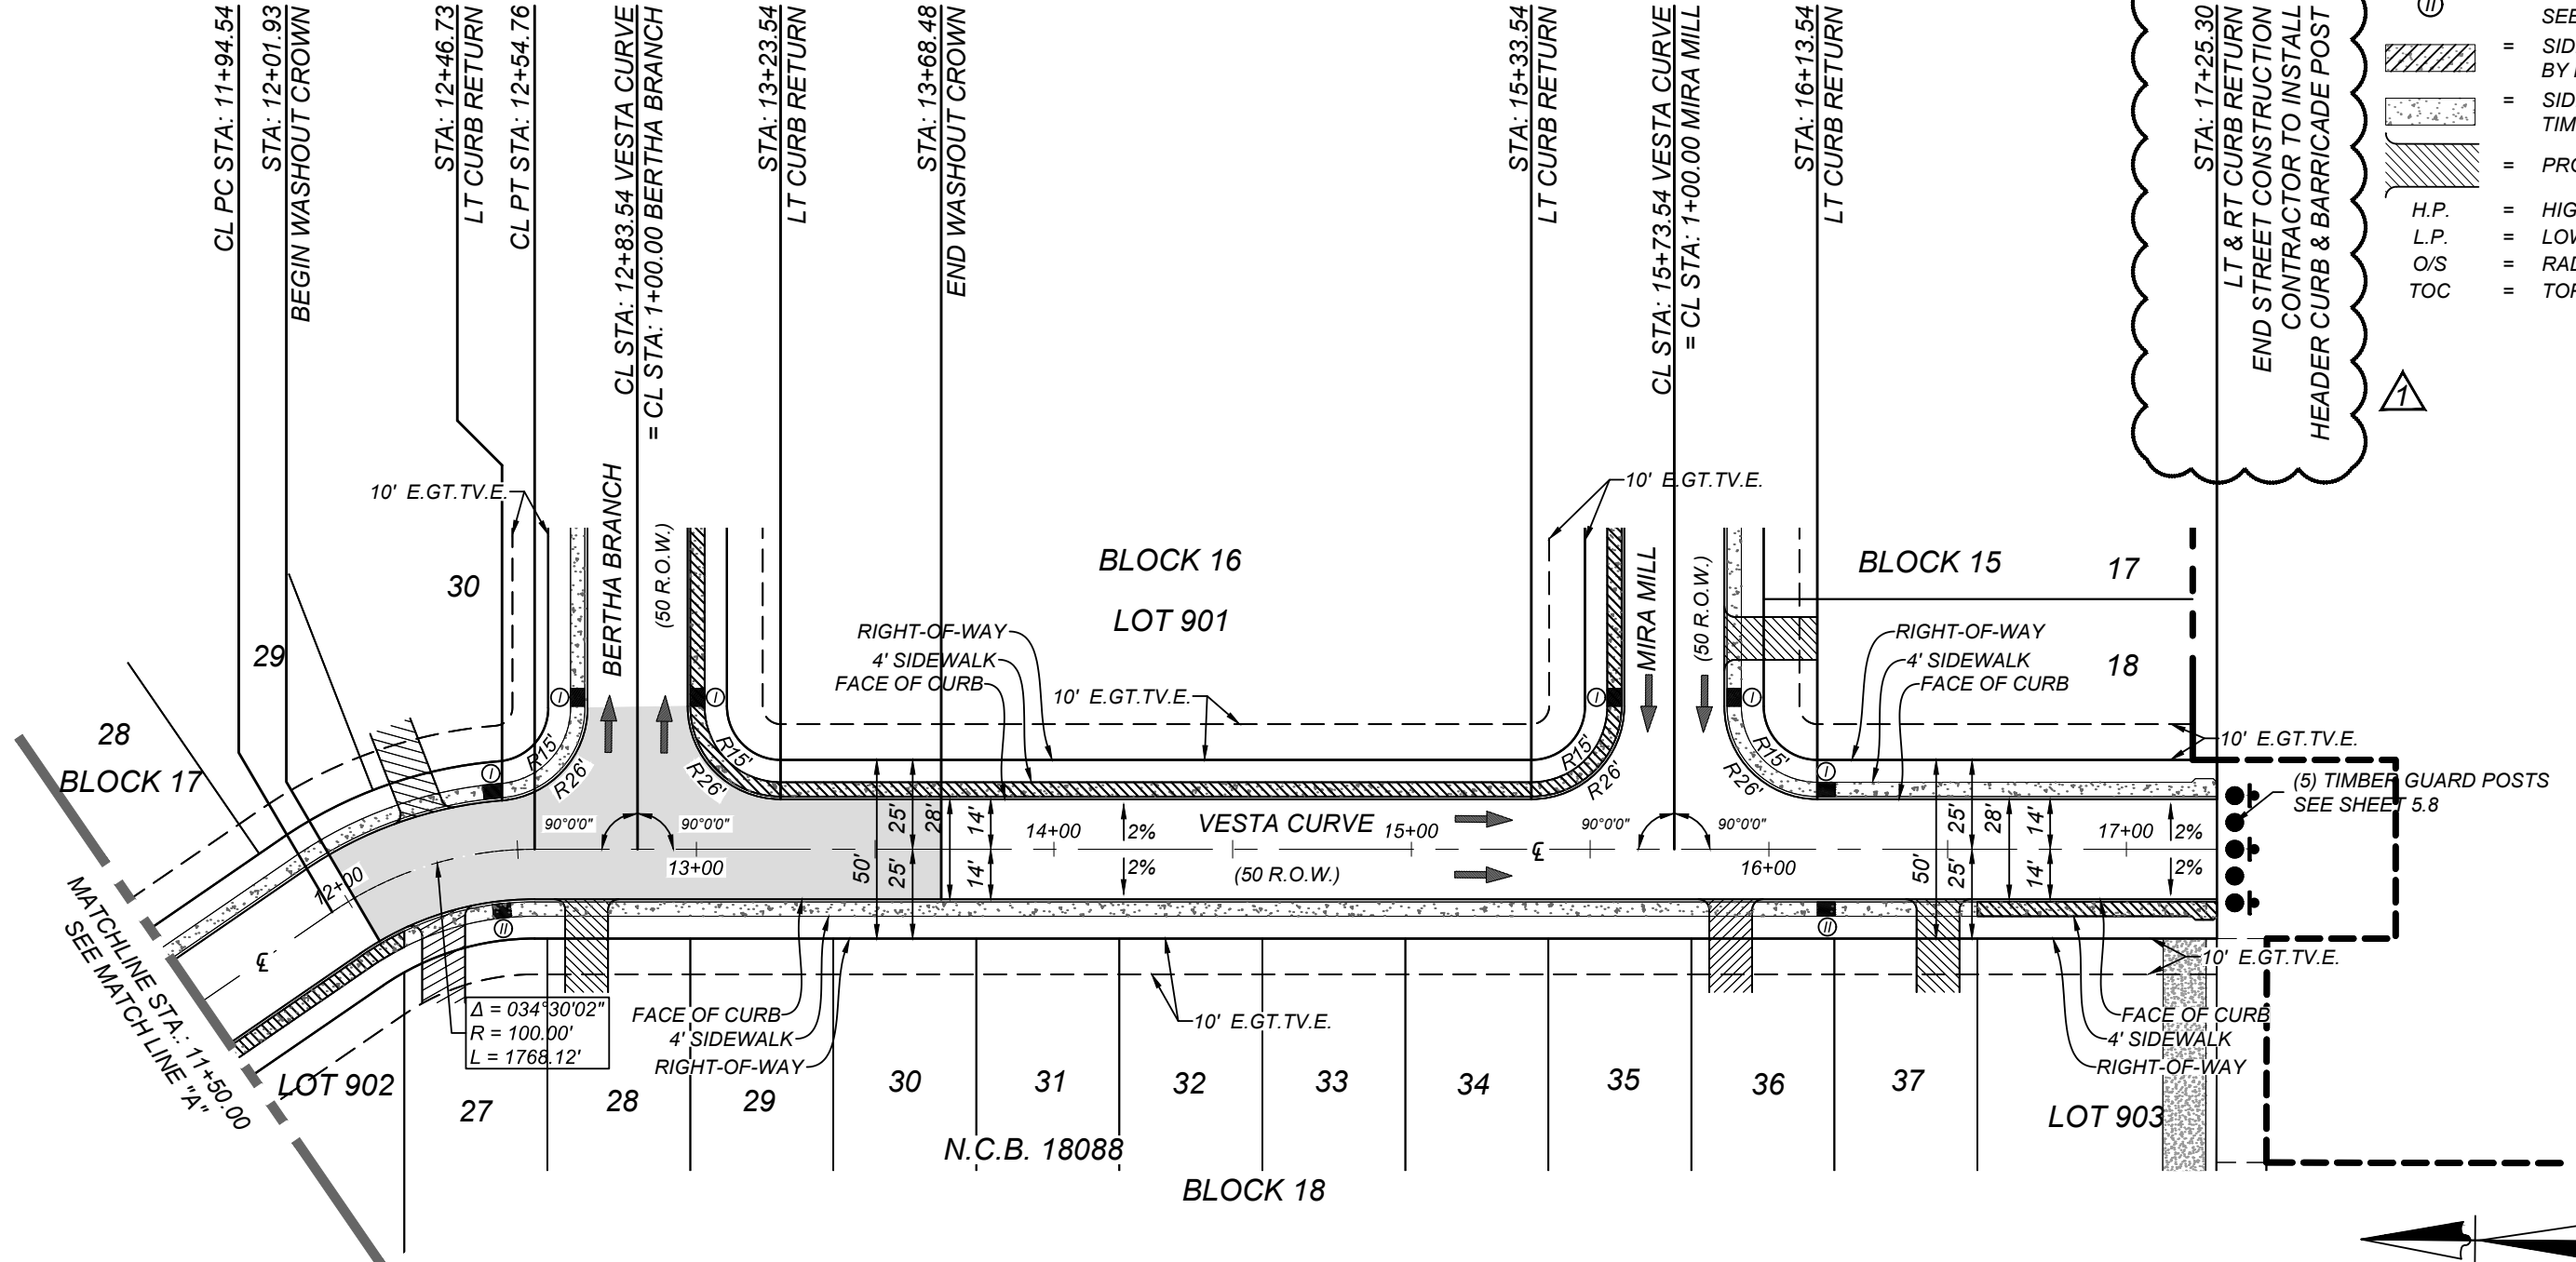 CL PC STA: 11+94.54
STA: 12+01.93
BEGIN WASHOUT CROWN
STA: 12+46.73
LT CURB RETURN
CL PT STA: 12+54.76
CL STA: 12+83.54 VESTA CURVE
= CL STA: 1+00.00 BERTHA BRANCH
STA: 13+23.54
LT CURB RETURN
STA: 13+68.48
END WASHOUT CROWN
STA: 15+33.54
LT CURB RETURN
CL STA: 15+73.54 VESTA CURVE
= CL STA: 1+00.00 MIRA MILL
STA: 16+13.54
LT CURB RETURN
STA: 17+25.30
LT & RT CURB RETURN
END STREET CONSTRUCTION
CONTRACTOR TO INSTALL
HEADER CURB & BARRICADE POST
II
SEE
= SID
BY
= SID
TIM
= PRO
H.P. = HIG
L.P. = LOW
O/S = RAD
TOC = TOP
1
10' E.GT.TV.E.
BERTHA BRANCH
(50 R.O.W.)
30
29
28
BLOCK 17
BLOCK 16
LOT 901
RIGHT-OF-WAY
4' SIDEWALK
FACE OF CURB
10' E.GT.TV.E.
10' E.GT.TV.E.
MIRA MILL
(50 R.O.W.)
BLOCK 15
17
RIGHT-OF-WAY
4' SIDEWALK
FACE OF CURB
18
10' E.GT.TV.E.
(5) TIMBER GUARD POSTS
SEE SHEET 5.8
I
I
I
I
I
I
R15'
R26'
R15'
R26'
R15'
R26'
R15'
R26'
90°0'0"
90°0'0"
90°0'0"
90°0'0"
12+00
13+00
14+00
15+00
16+00
17+00
VESTA CURVE
(50 R.O.W.)
50'
25'
25'
28'
14'
14'
2%
2%
50'
25'
25'
28'
14'
14'
2%
2%
℄
℄
II
II
MATCHLINE STA.: 11+50.00
SEE MATCH LINE "A"
Δ = 034°30'02"
R = 100.00'
L = 1768.12'
FACE OF CURB
4' SIDEWALK
RIGHT-OF-WAY
10' E.GT.TV.E.
10' E.GT.TV.E.
FACE OF CURB
4' SIDEWALK
RIGHT-OF-WAY
LOT 902
27
28
29
30
31
32
33
34
35
36
37
LOT 903
N.C.B. 18088
BLOCK 18